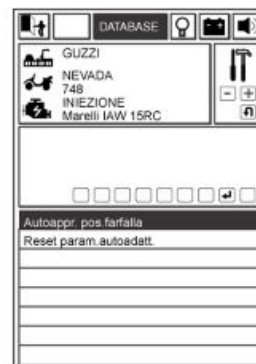 DATABASE
GUZZI
NEVADA
748
INIEZIONE
Marelli IAW 15RC
Autoappr. pos.farfalla
Reset param.autoadatt.